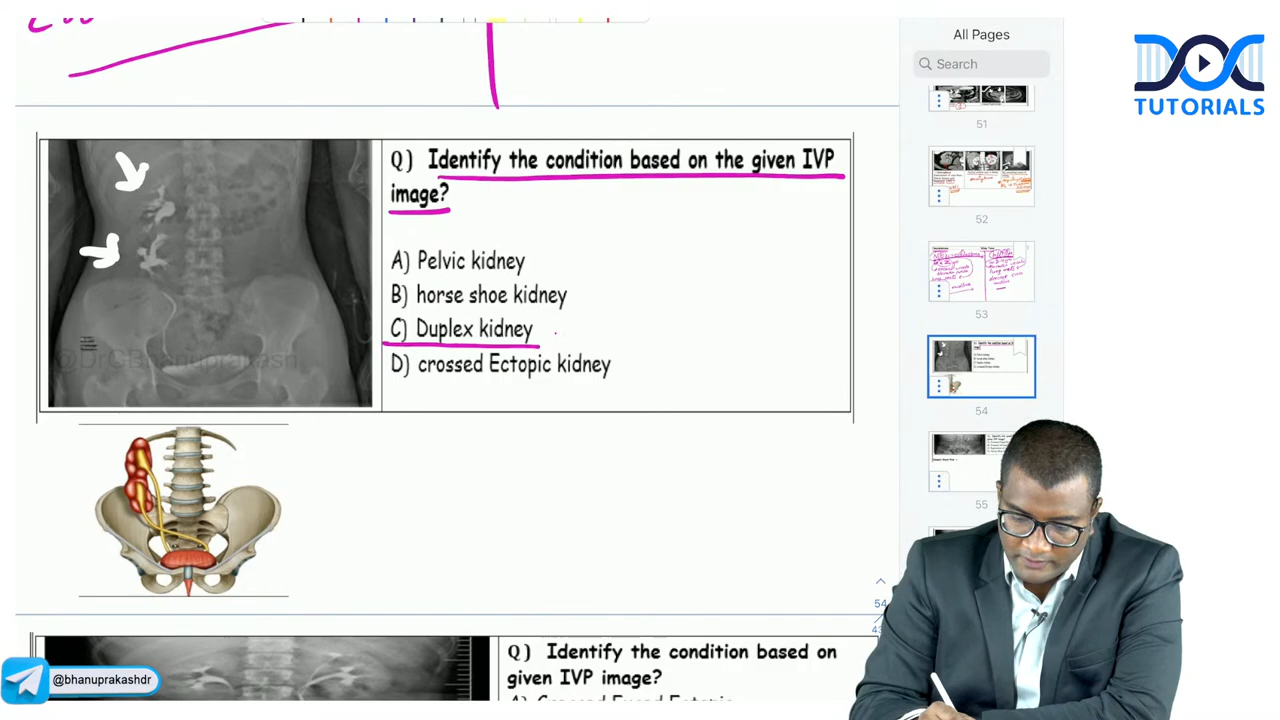 All Pages
Search
DOC
TUTORIALS
51
Q) Identify the condition based on the given IVP
image?
A) Pelvic kidney
B) horse shoe kidney
C) Duplex kidney
D) crossed Ectopic kidney
52
53
54
55
54
43
Q) Identify the condition based on
given IVP image?
@bhanuprakashdr